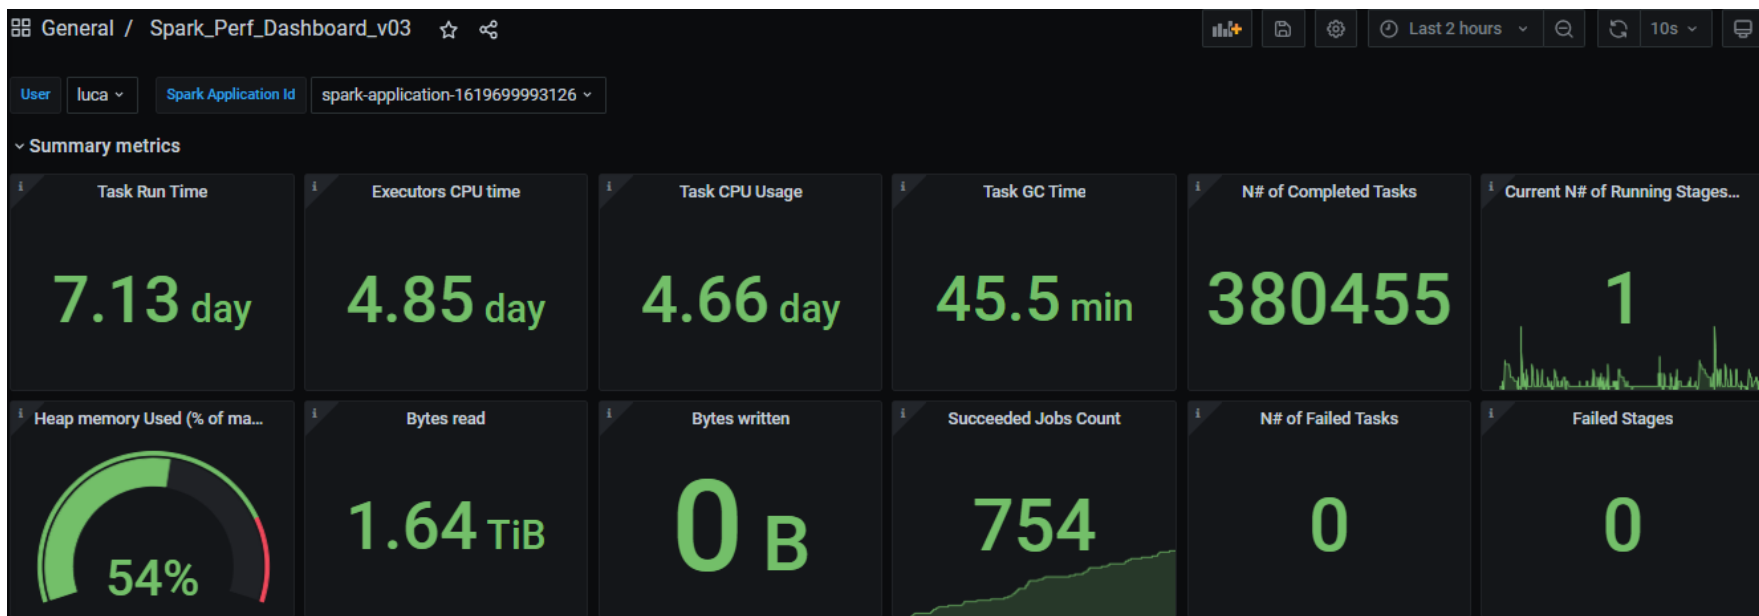 General / Spark_Perf_Dashboard_v03
Last 2 hours
10s
User luca Spark Application Id spark-application-1619699993126
Summary metrics
Task Run Time
7.13 day
Executors CPU time
4.85 day
Task CPU Usage
4.66 day
Task GC Time
45.5 min
N# of Completed Tasks
380455
Current N# of Running Stages...
1
Heap memory Used (% of ma...
54%
Bytes read
1.64 TiB
Bytes written
0 B
Succeeded Jobs Count
754
N# of Failed Tasks
0
Failed Stages
0